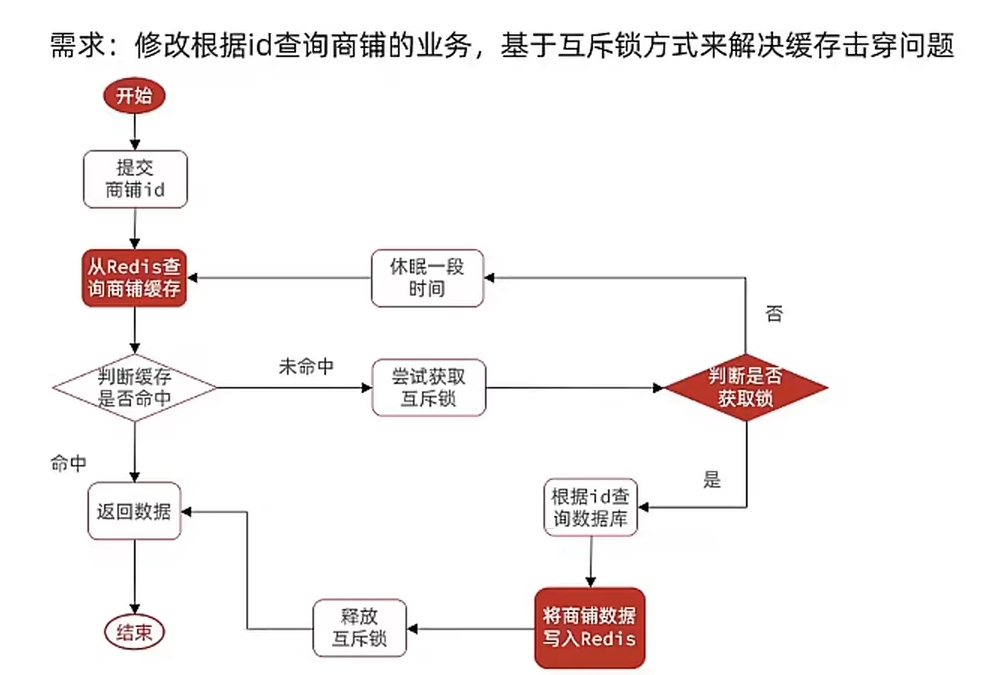 需求：修改根据id查询商铺的业务，基于互斥锁方式来解决缓存击穿问题
开始
提交
商铺id
从Redis查
询商铺缓存
休眠一段
时间
否
判断缓存
是否命中
未命中
尝试获取
互斥锁
判断是否
获取锁
命中
是
返回数据
根据id查
询数据库
将商铺数据
写入Redis
释放
互斥锁
结束